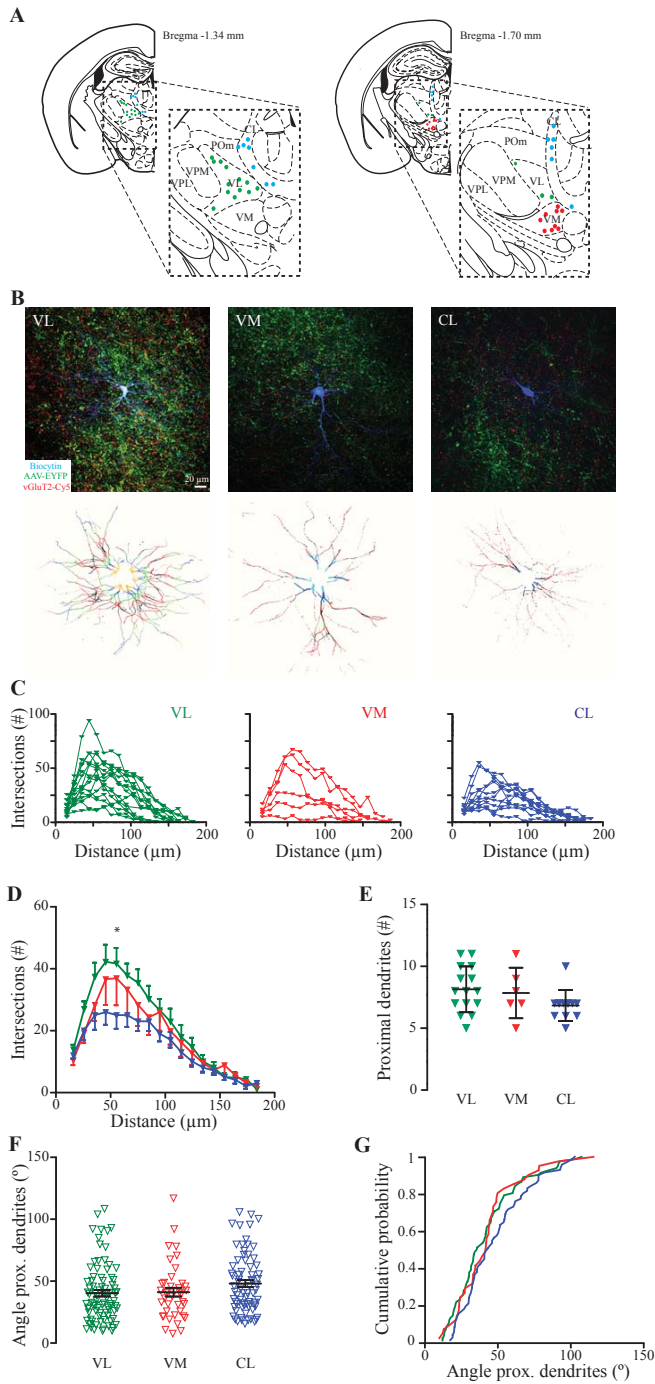 A
Bregma -1.34 mm
Bregma -1.70 mm
CL
POm
VPM
VPL
VL
VM
CL
POm
VPM
VL
VPL
VM
B
VL
VM
CL
Biocytin
AAV-EYFP
vGluT2-Cy5
20 µm
C
VL
VM
CL
Intersections (#)
100
50
0
0
100
200
0
100
200
0
100
200
Distance (µm)
Distance (µm)
Distance (µm)
D
E
Intersections (#)
60
40
20
0
*
0
50
100
150
200
Distance (µm)
Proximal dendrites (#)
15
10
5
0
VL
VM
CL
F
G
Angle prox. dendrites (º)
150
100
50
0
VL
VM
CL
Cumulative probability
1
0.8
0.6
0.4
0.2
0
0
50
100
150
Angle prox. dendrites (º)